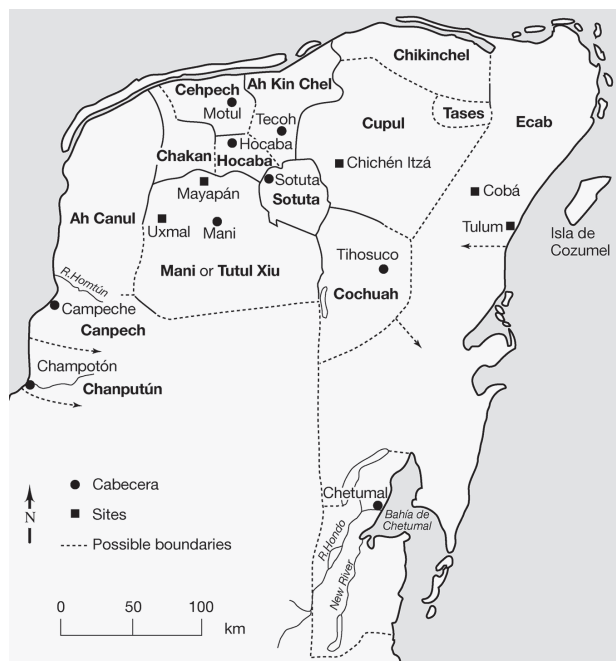 Chikinchel
Ah Kin Chel
Cehpech
Motul
Tases
Ecab
Tecoh
Cupul
Hòcaba
Chakan
Hocaba
Chichén Itzá
Sotuta
Mayapán
Sotuta
Cobá
Ah Canul
Uxmal
Mani
Tulum
Isla de
Cozumel
Tihosuco
Mani or Tutul Xiu
R.Homtún
Cochuah
Campeche
Canpech
Champotón
Chanputún
Cabecera
Chetumal
Sites
N
Bahía de
Chetumal
Possible boundaries
R.Hondo
New River
0 50 100
km